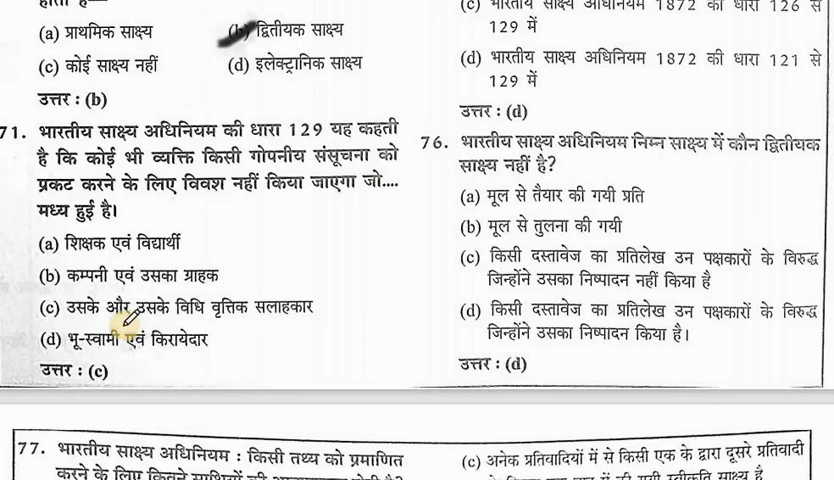 होता है—
(a) प्राथमिक साक्ष्य (b) द्वितीयक साक्ष्य
(c) कोई साक्ष्य नहीं (d) इलेक्ट्रानिक साक्ष्य
उत्तर : (b)
71. भारतीय साक्ष्य अधिनियम की धारा 129 यह कहती
है कि कोई भी व्यक्ति किसी गोपनीय संसूचना को
प्रकट करने के लिए विवश नहीं किया जाएगा जो....
मध्य हुई है।
(a) शिक्षक एवं विद्यार्थी
(b) कम्पनी एवं उसका ग्राहक
(c) उसके और उसके विधि वृत्तिक सलाहकार
(d) भू-स्वामी एवं किरायेदार
उत्तर : (c)
(c) भारतीय साक्ष्य अधिनियम 1872 की धारा 126 से
129 में
(d) भारतीय साक्ष्य अधिनियम 1872 की धारा 121 से
129 में
उत्तर : (d)
76. भारतीय साक्ष्य अधिनियम निम्न साक्ष्य में कौन द्वितीयक
साक्ष्य नहीं है?
(a) मूल से तैयार की गयी प्रति
(b) मूल से तुलना की गयी
(c) किसी दस्तावेज का प्रतिलेख उन पक्षकारों के विरुद्ध
जिन्होंने उसका निष्पादन नहीं किया है
(d) किसी दस्तावेज का प्रतिलेख उन पक्षकारों के विरुद्ध
जिन्होंने उसका निष्पादन किया है।
उत्तर : (d)
77. भारतीय साक्ष्य अधिनियम : किसी तथ्य को प्रमाणित
करने के लिए कितने
(c) अनेक प्रतिवादियों में से किसी एक के द्वारा दूसरे प्रतिवादी